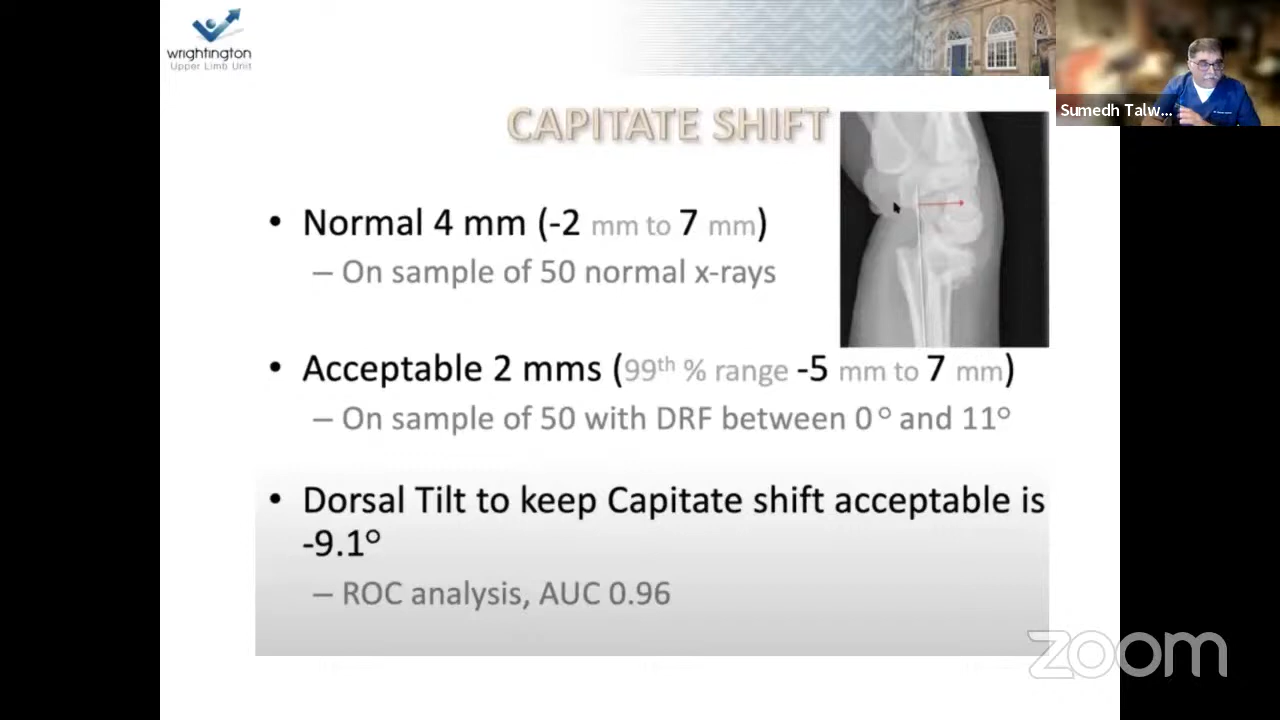 wrightington
Upper Limb Unit
Sumedh Talw...
CAPITATE SHIFT
• Normal 4 mm (-2 mm to 7 mm)
– On sample of 50 normal x-rays
• Acceptable 2 mms (99th % range -5 mm to 7 mm)
– On sample of 50 with DRF between 0° and 11°
• Dorsal Tilt to keep Capitate shift acceptable is
-9.1°
– ROC analysis, AUC 0.96
zoom